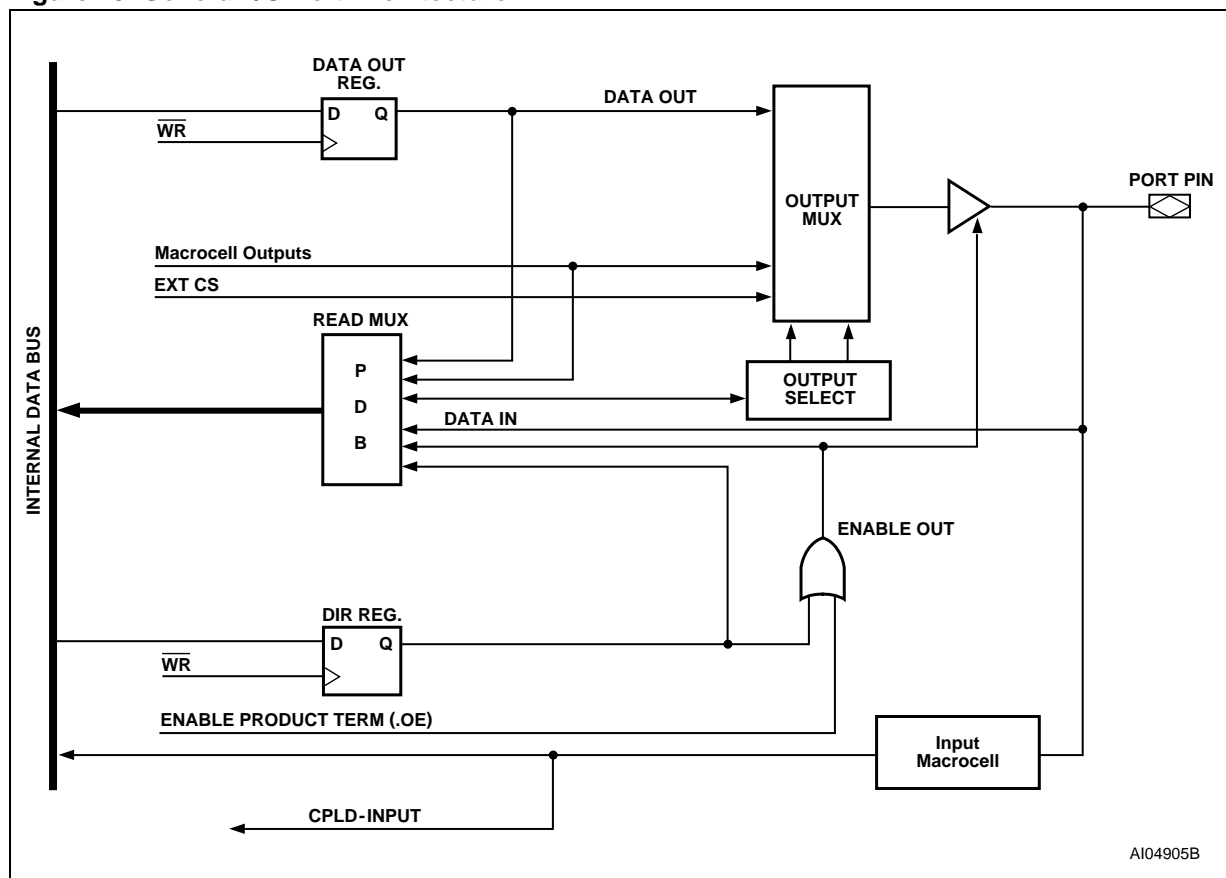 DATA OUT
REG.
D Q
DATA OUT
WR
OUTPUT
MUX
PORT PIN
Macrocell Outputs
EXT CS
READ MUX
P
D
B
OUTPUT
SELECT
DATA IN
INTERNAL DATA BUS
ENABLE OUT
DIR REG.
D Q
WR
ENABLE PRODUCT TERM (.OE)
Input
Macrocell
CPLD-INPUT
AI04905B